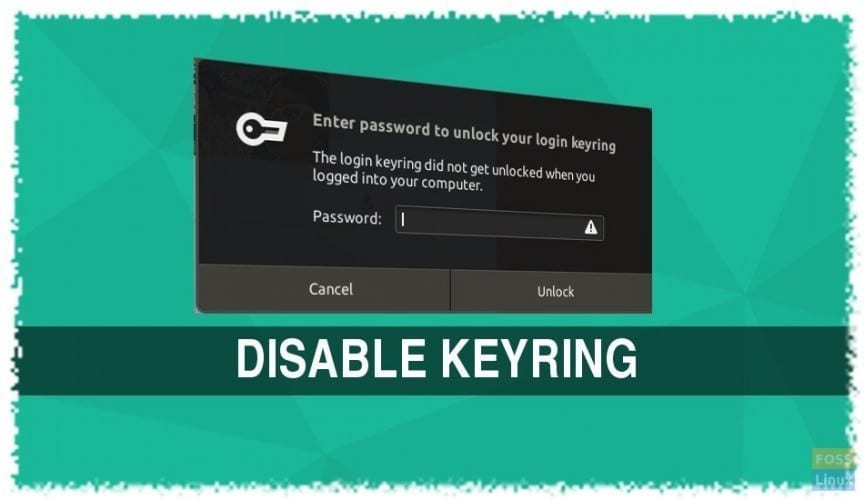 Enter password to unlock your login keyring
The login keyring did not get unlocked when you
logged into your computer.
Password:
Cancel
Unlock
DISABLE KEYRING
FOSS
Linux